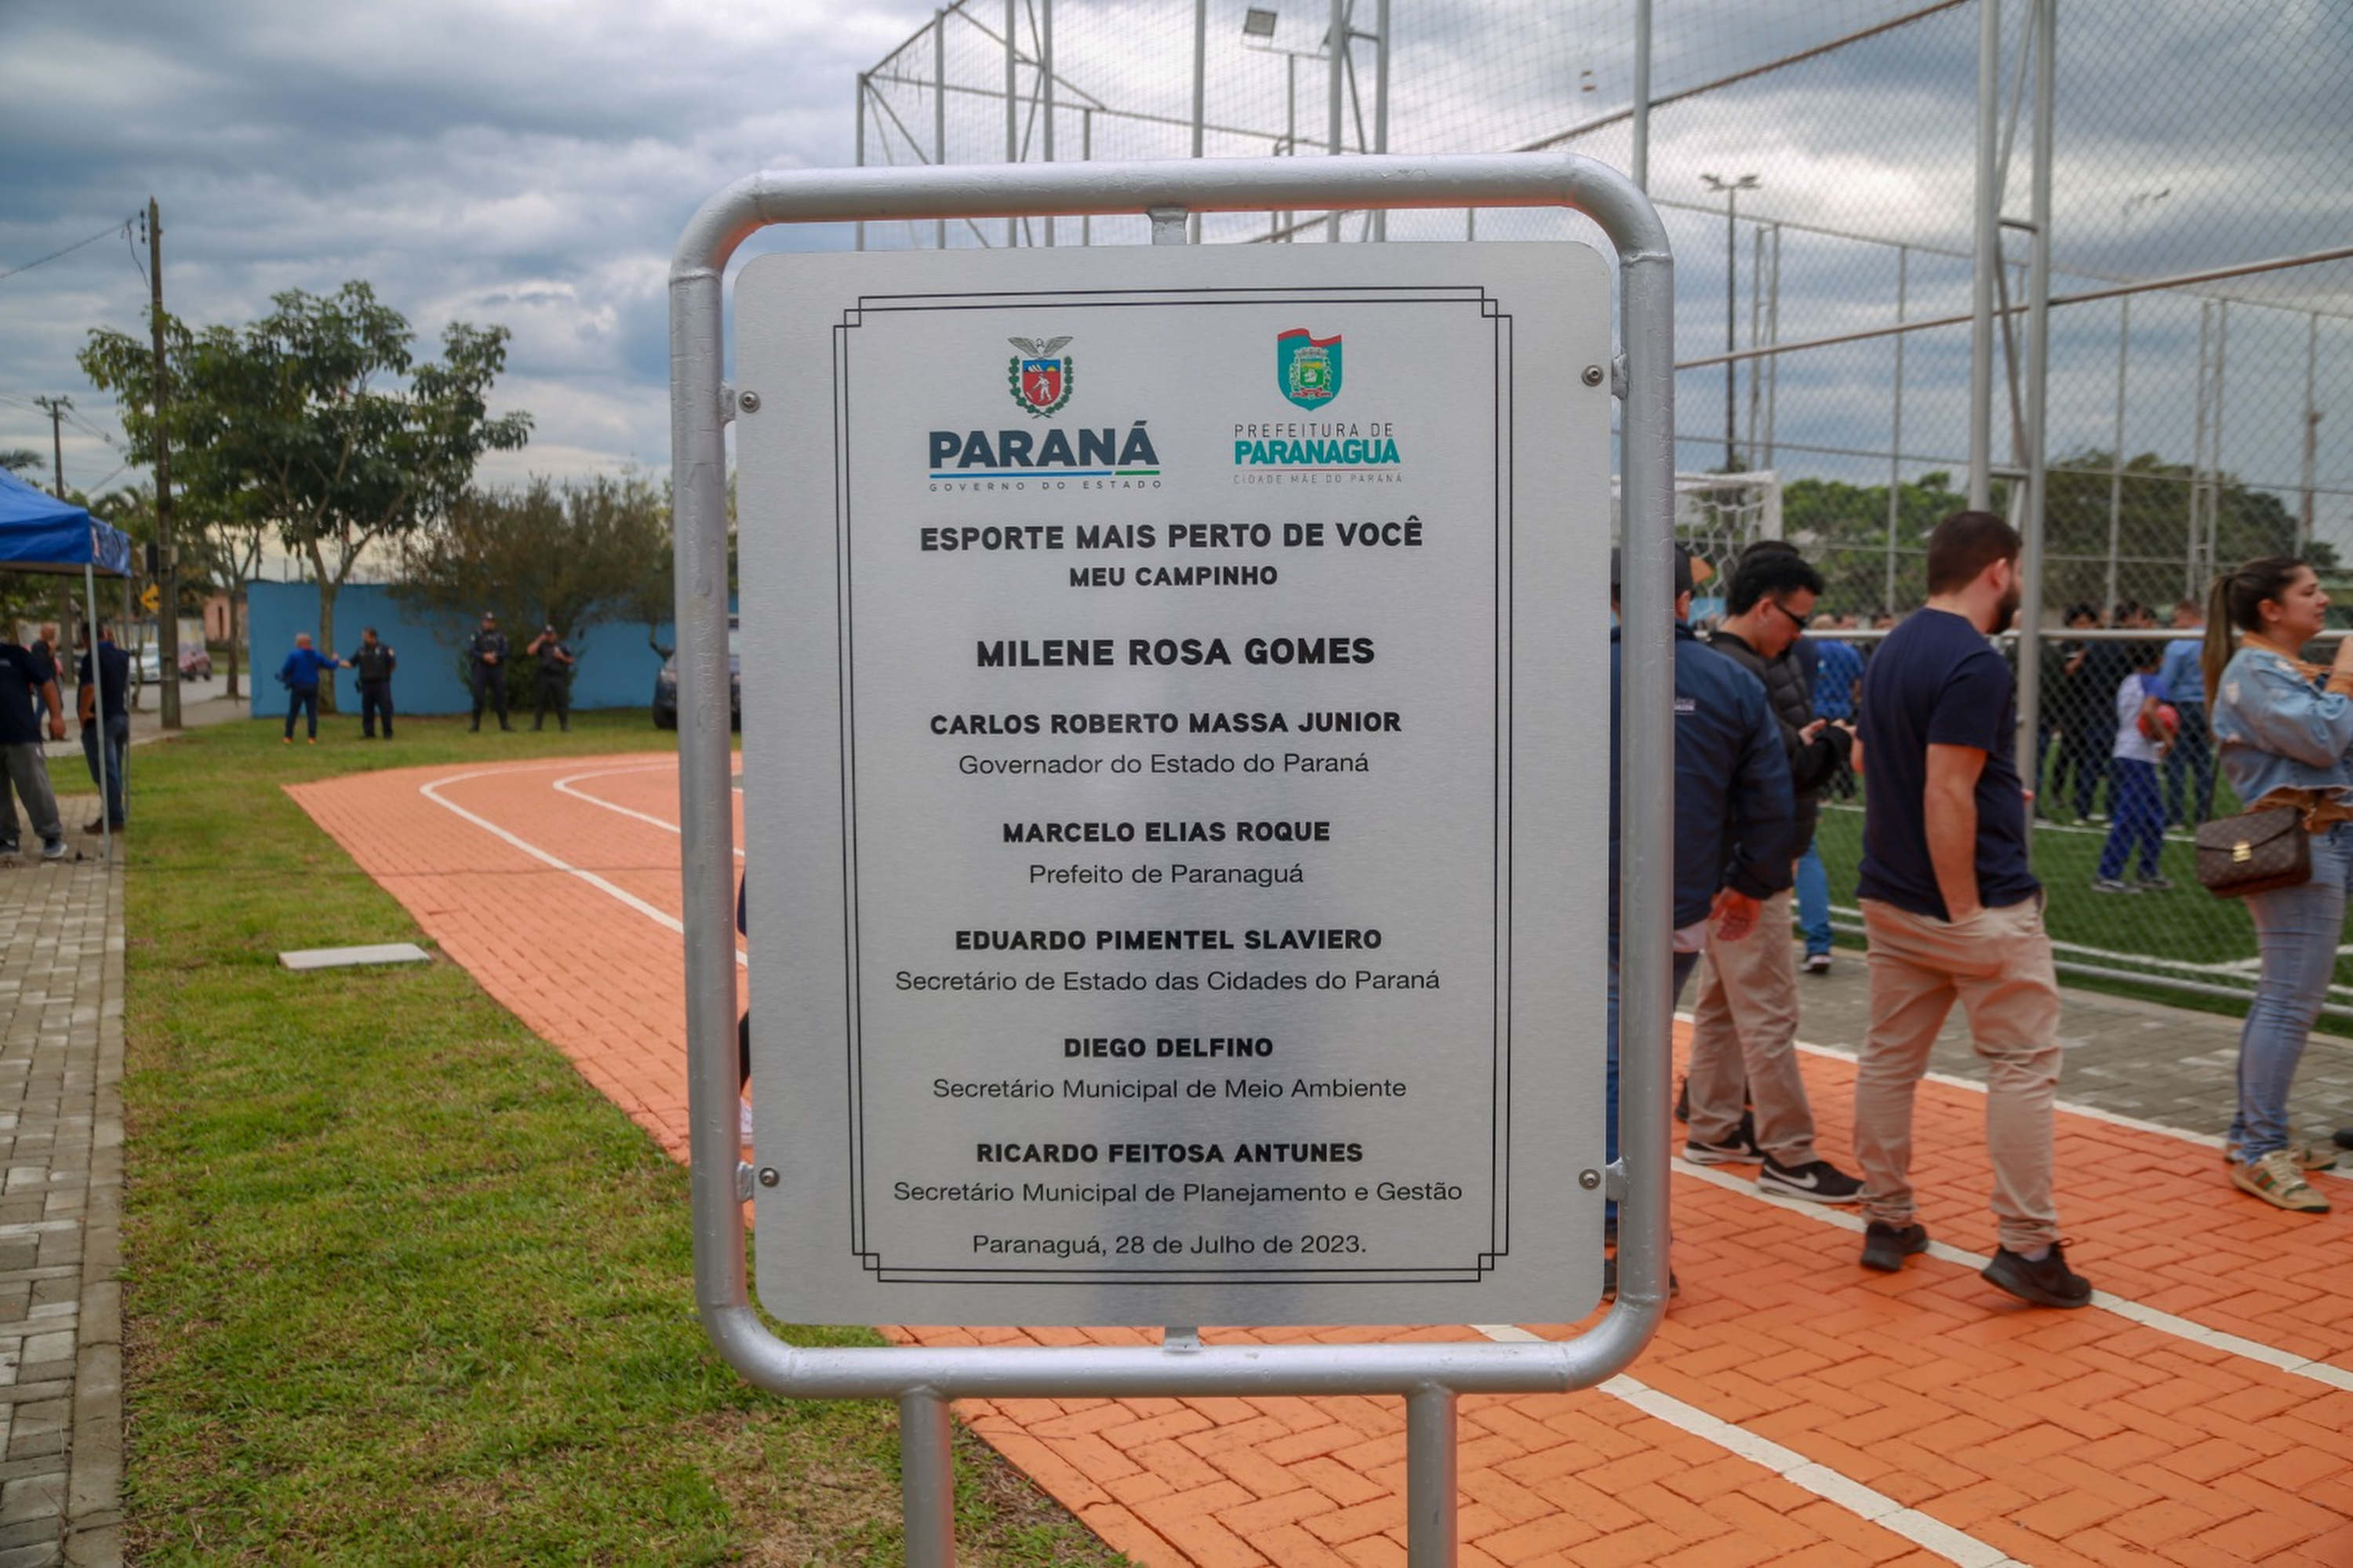 PARANÁ
GOVERNO DO ESTADO
PREFEITURA DE
PARANAGUA
CIDADE MÃE DO PARANÁ
ESPORTE MAIS PERTO DE VOCÊ
MEU CAMPINHO
MILENE ROSA GOMES
CARLOS ROBERTO MASSA JUNIOR
Governador do Estado do Paraná
MARCELO ELIAS ROQUE
Prefeito de Paranaguá
EDUARDO PIMENTEL SLAVIERO
Secretário de Estado das Cidades do Paraná
DIEGO DELFINO
Secretário Municipal de Meio Ambiente
RICARDO FEITOSA ANTUNES
Secretário Municipal de Planejamento e Gestão
Paranaguá, 28 de Julho de 2023.